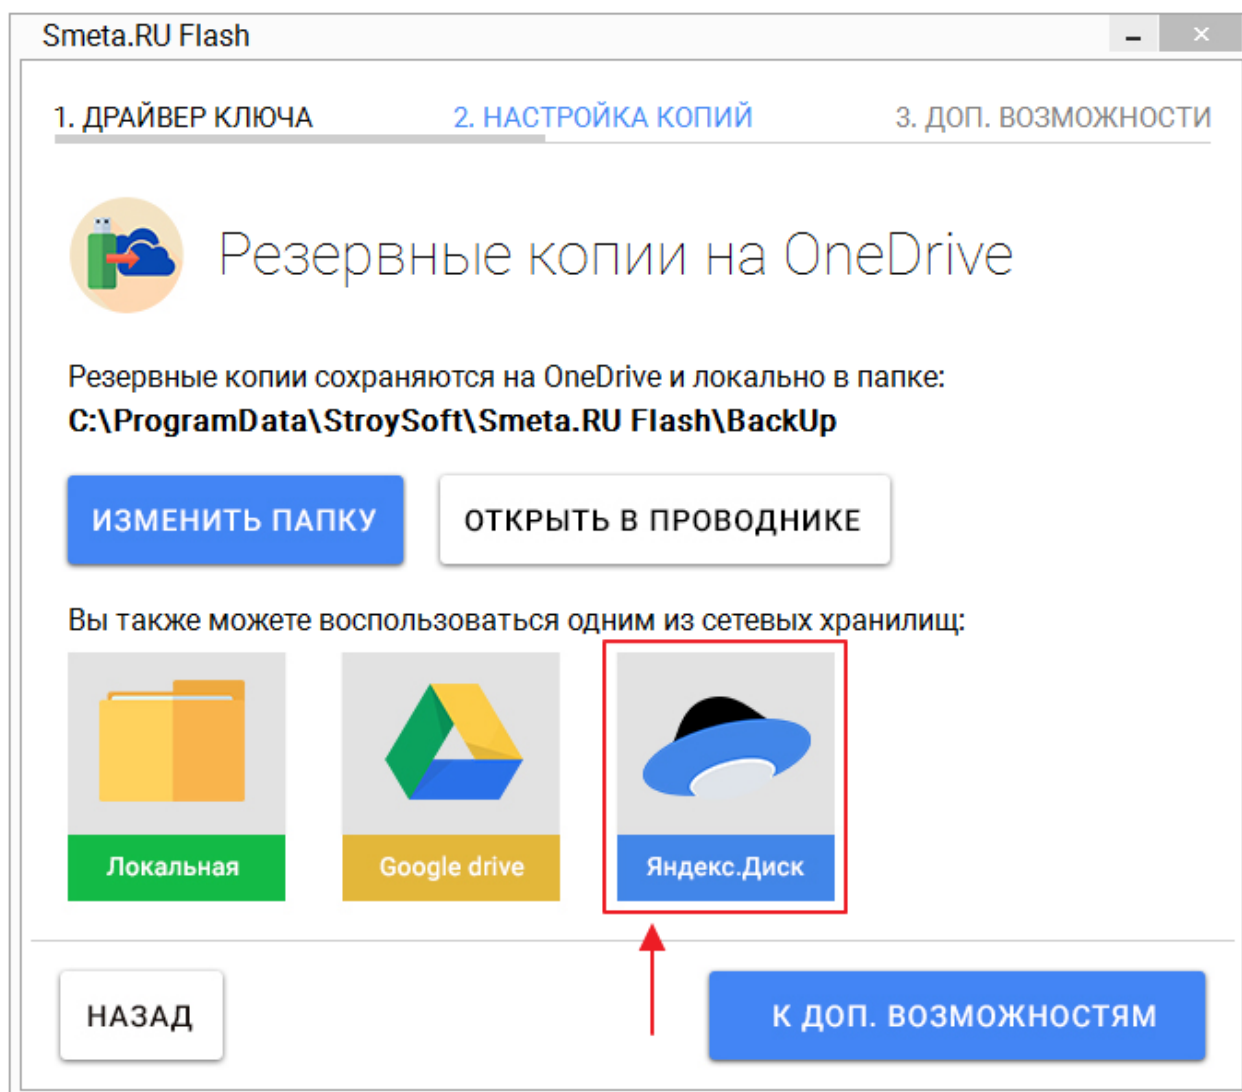 Smeta.RU Flash
1. ДРАЙВЕР КЛЮЧА
2. НАСТРОЙКА КОПИЙ
3. ДОП. ВОЗМОЖНОСТИ
Резервные копии на OneDrive
Резервные копии сохраняются на OneDrive и локально в папке:
C:\ProgramData\StroySoft\Smeta.RU Flash\BackUp
ИЗМЕНИТЬ ПАПКУ
ОТКРЫТЬ В ПРОВОДНИКЕ
Вы также можете воспользоваться одним из сетевых хранилищ:
Локальная
Google drive
Яндекс.Диск
НАЗАД
К ДОП. ВОЗМОЖНОСТЯМ